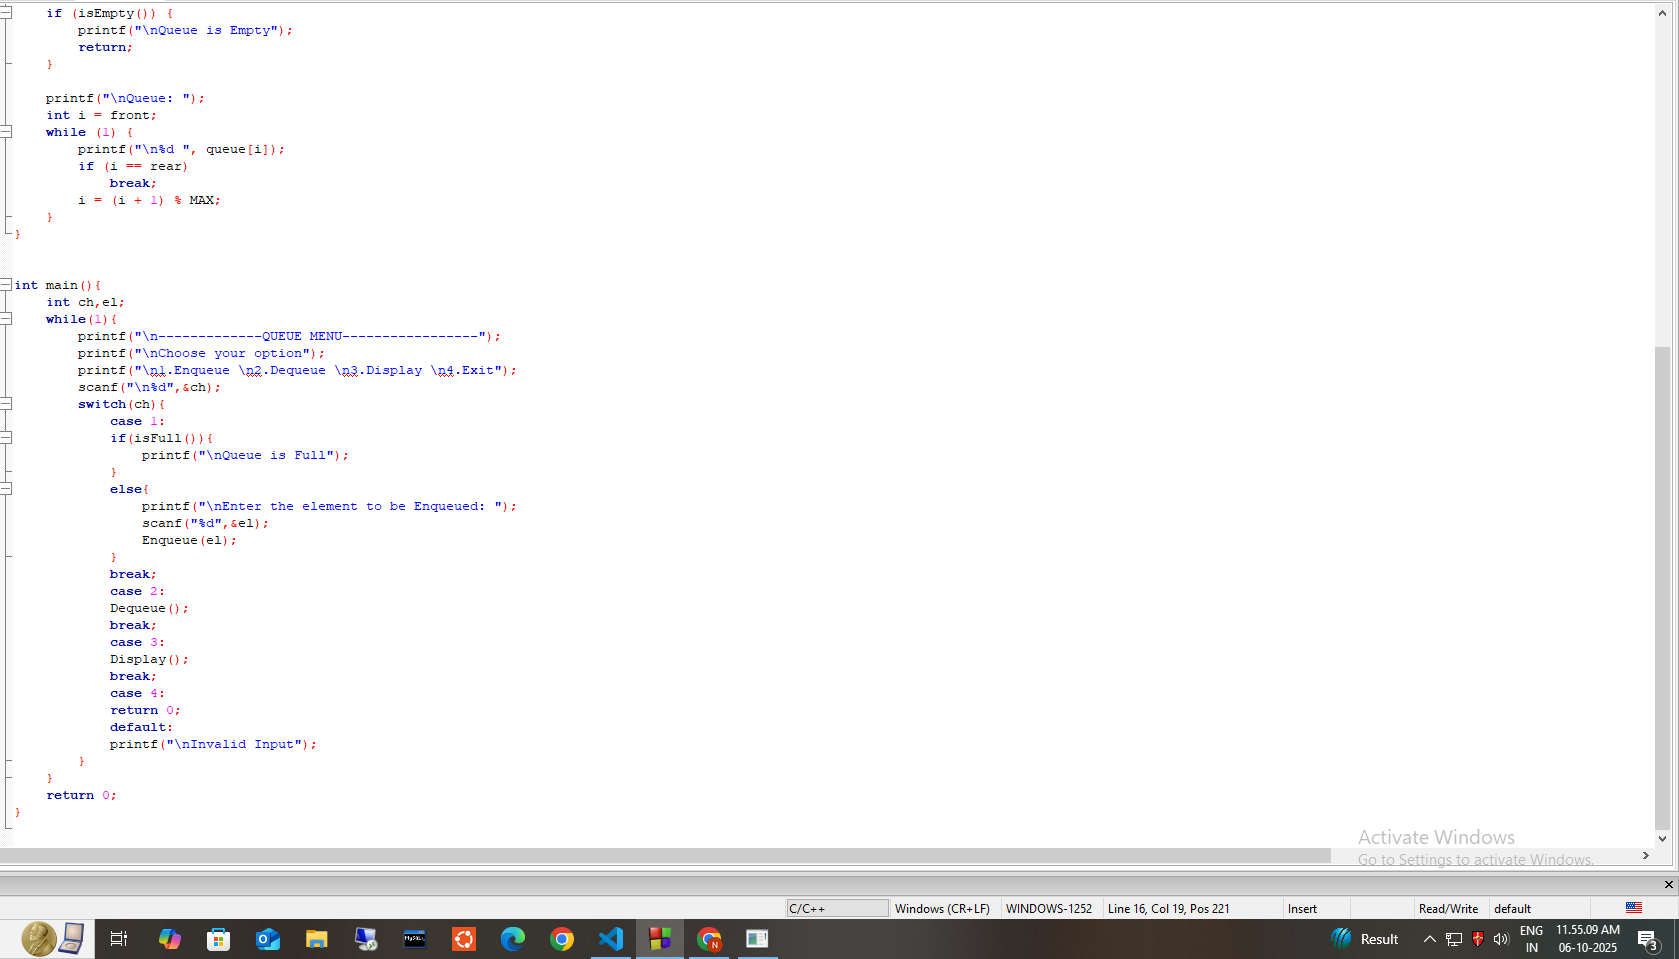 if (isEmpty()) {
printf("\nQueue is Empty");
return;
}
printf("\nQueue: ");
int i = front;
while (1) {
printf("\n%d ", queue[i]);
if (i == rear)
break;
i = (i + 1) % MAX;
}
}
int main(){
int ch,el;
while(1){
printf("\n-------------QUEUE MENU-----------------");
printf("\nChoose your option");
printf("\n1.Enqueue \n2.Dequeue \n3.Display \n4.Exit");
scanf("\n%d",&ch);
switch(ch){
case 1:
if(isFull()){
printf("\nQueue is Full");
}
else{
printf("\nEnter the element to be Enqueued: ");
scanf("%d",&el);
Enqueue(el);
}
break;
case 2:
Dequeue();
break;
case 3:
Display();
break;
case 4:
return 0;
default:
printf("\nInvalid Input");
}
}
return 0;
}
Activate Windows
Go to Settings to activate Windows.
C/C++ Windows (CR+LF) WINDOWS-1252 Line 16, Col 19, Pos 221 Insert Read/Write default
MySQL N Result ENG 11.55.09 AM
IN 06-10-2025 3